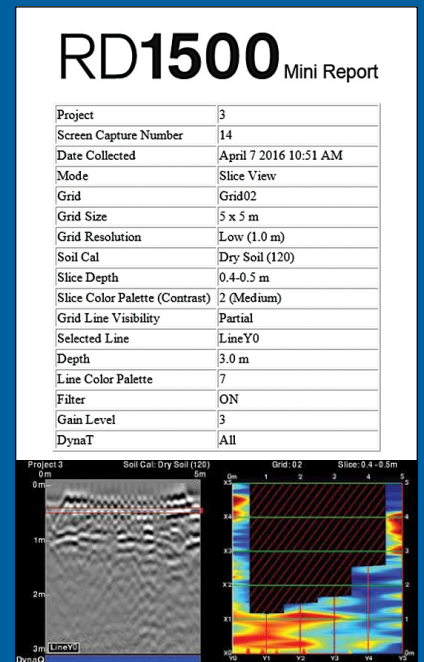 RD1500 Mini Report
Project 3
Screen Capture Number 14
Date Collected April 7 2016 10:51 AM
Mode Slice View
Grid Grid02
Grid Size 5 x 5 m
Grid Resolution Low (1.0 m)
Soil Cal Dry Soil (120)
Slice Depth 0.4-0.5 m
Slice Color Palette (Contrast) 2 (Medium)
Grid Line Visibility Partial
Selected Line LineY0
Depth 3.0 m
Line Color Palette 7
Filter ON
Gain Level 3
DynaT All
Project 3 Soil Cal: Dry Soil (120) Grid: 02 Slice: 0.4-0.5m
0m 5m 0m 1 2 3 4 5
0m X5 5
X4 4
1m X3 3
2m X2 2
X1 1
3m LineY0 X0 0m
DynaQ Y0 Y1 Y2 Y3 Y4 Y5